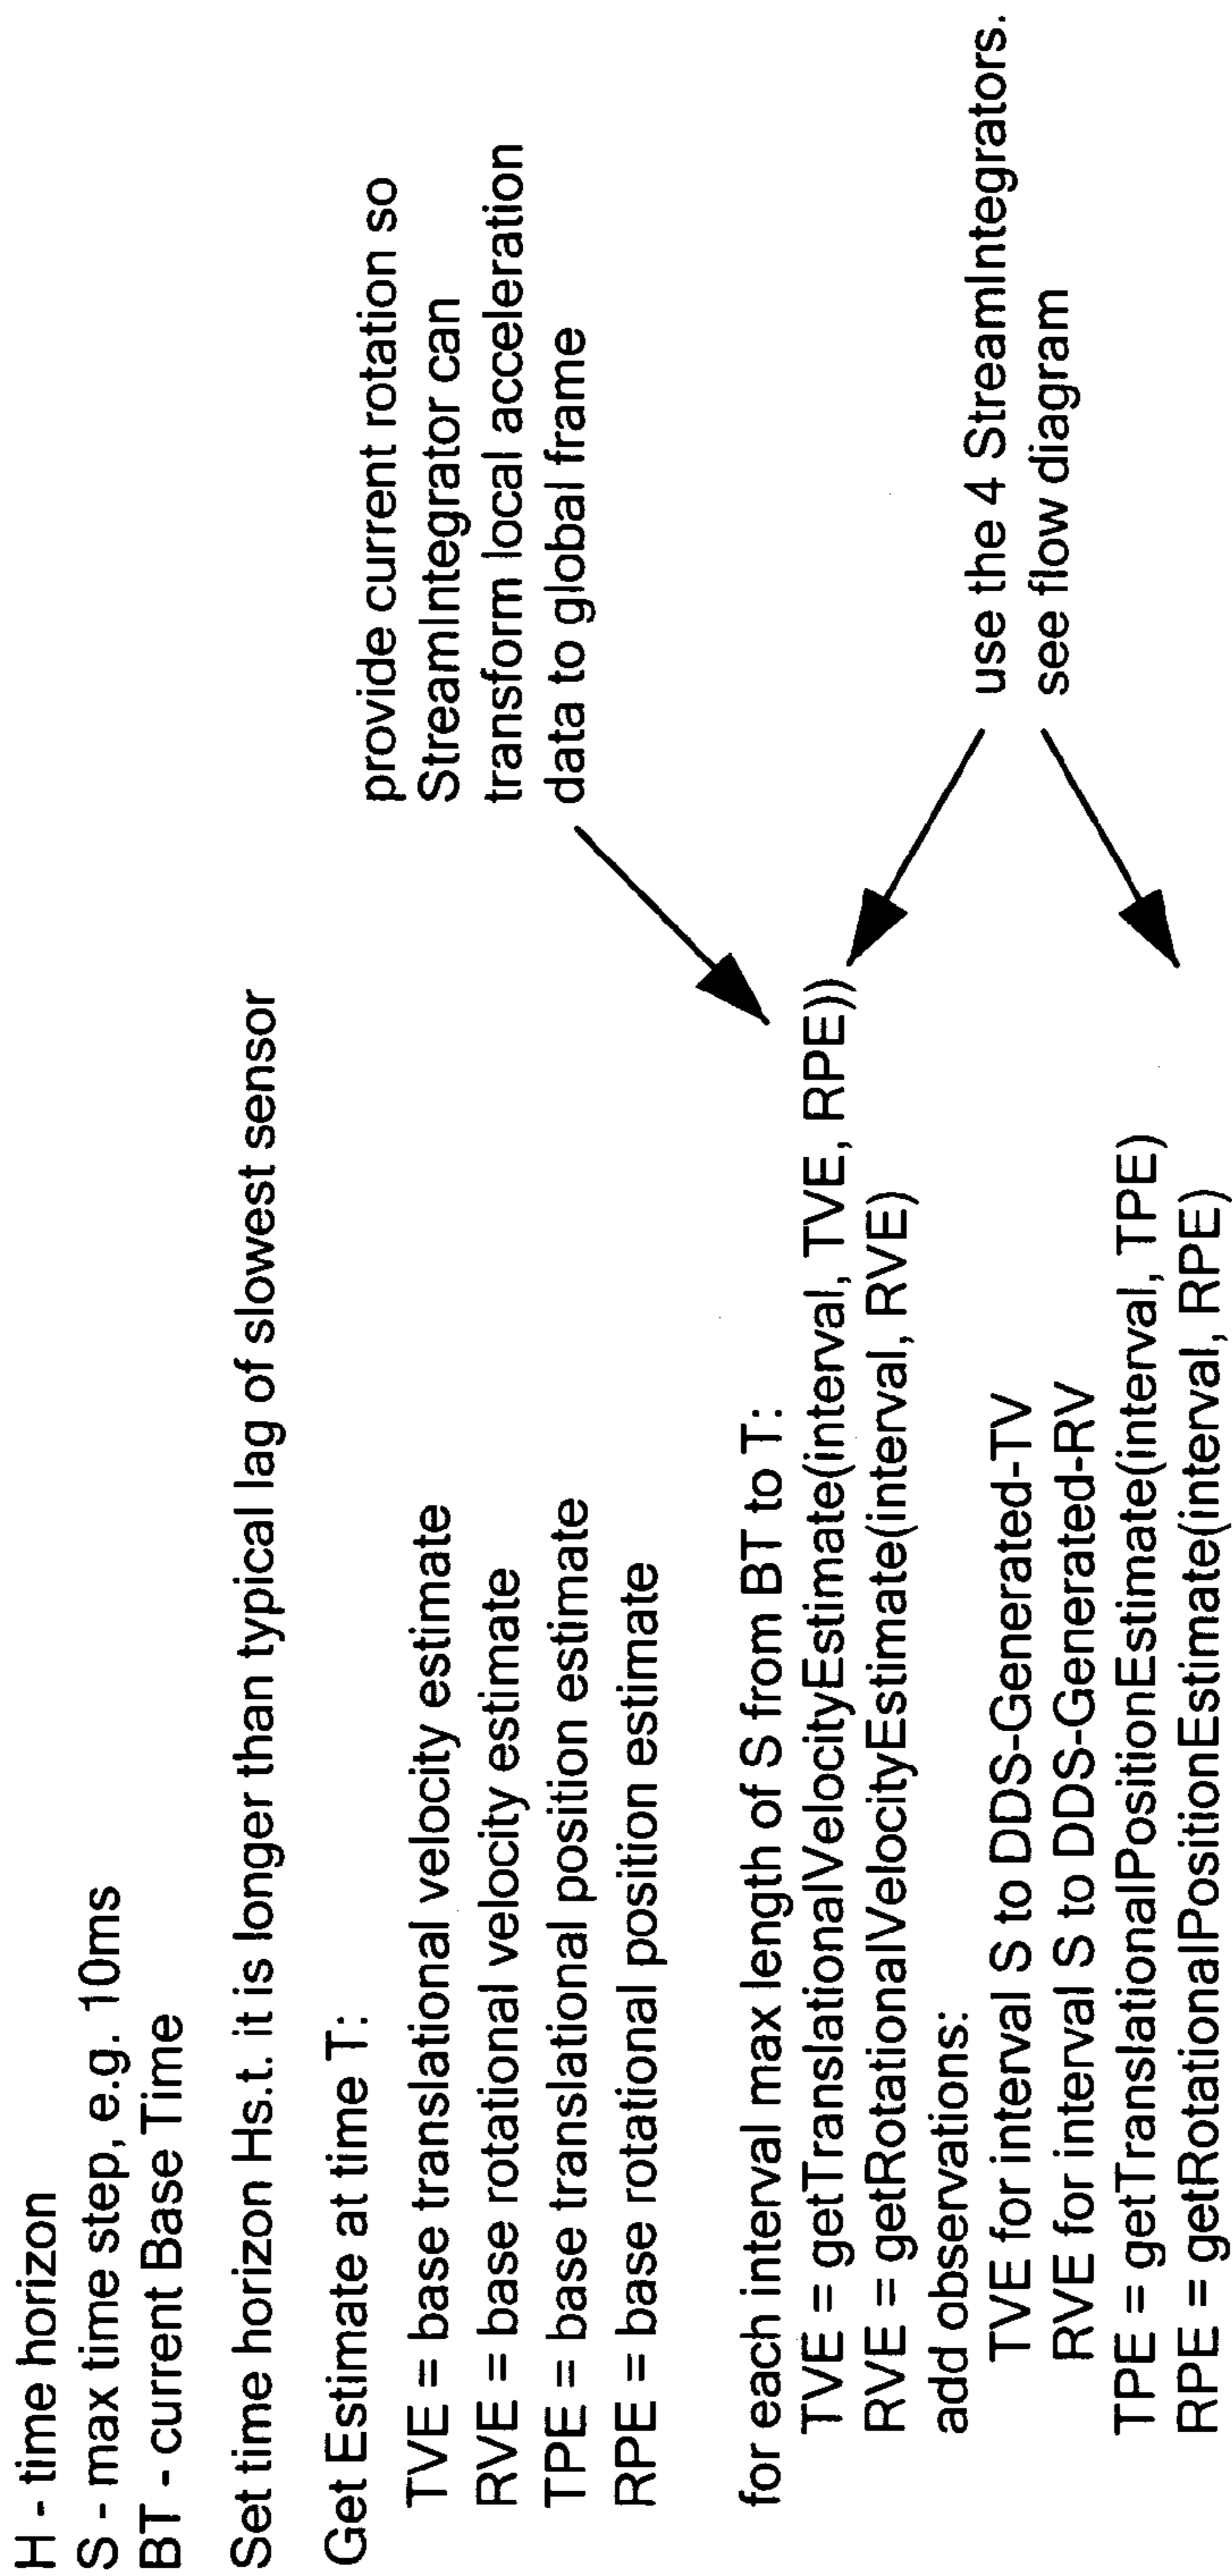 H - time horizon
S - max time step, e.g. 10ms
BT - current Base Time
Set time horizon Hs.t. it is longer than typical lag of slowest sensor
Get Estimate at time T:
TVE = base translational velocity estimate
RVE = base rotational velocity estimate
TPE = base translational position estimate
RPE = base rotational position estimate
for each interval max length of S from BT to T:
TVE = getTranslationalVelocityEstimate(interval, TVE, RPE))
RVE = getRotationalVelocityEstimate(interval, RVE)
add observations:
TVE for interval S to DDS-Generated-TV
RVE for interval S to DDS-Generated-RV
TPE = getTranslationalPositionEstimate(interval, TPE)
RPE = getRotationalPositionEstimate(interval, RPE)
provide current rotation so
StreamIntegrator can
transform local acceleration
data to global frame
use the 4 StreamIntegrators.
see flow diagram